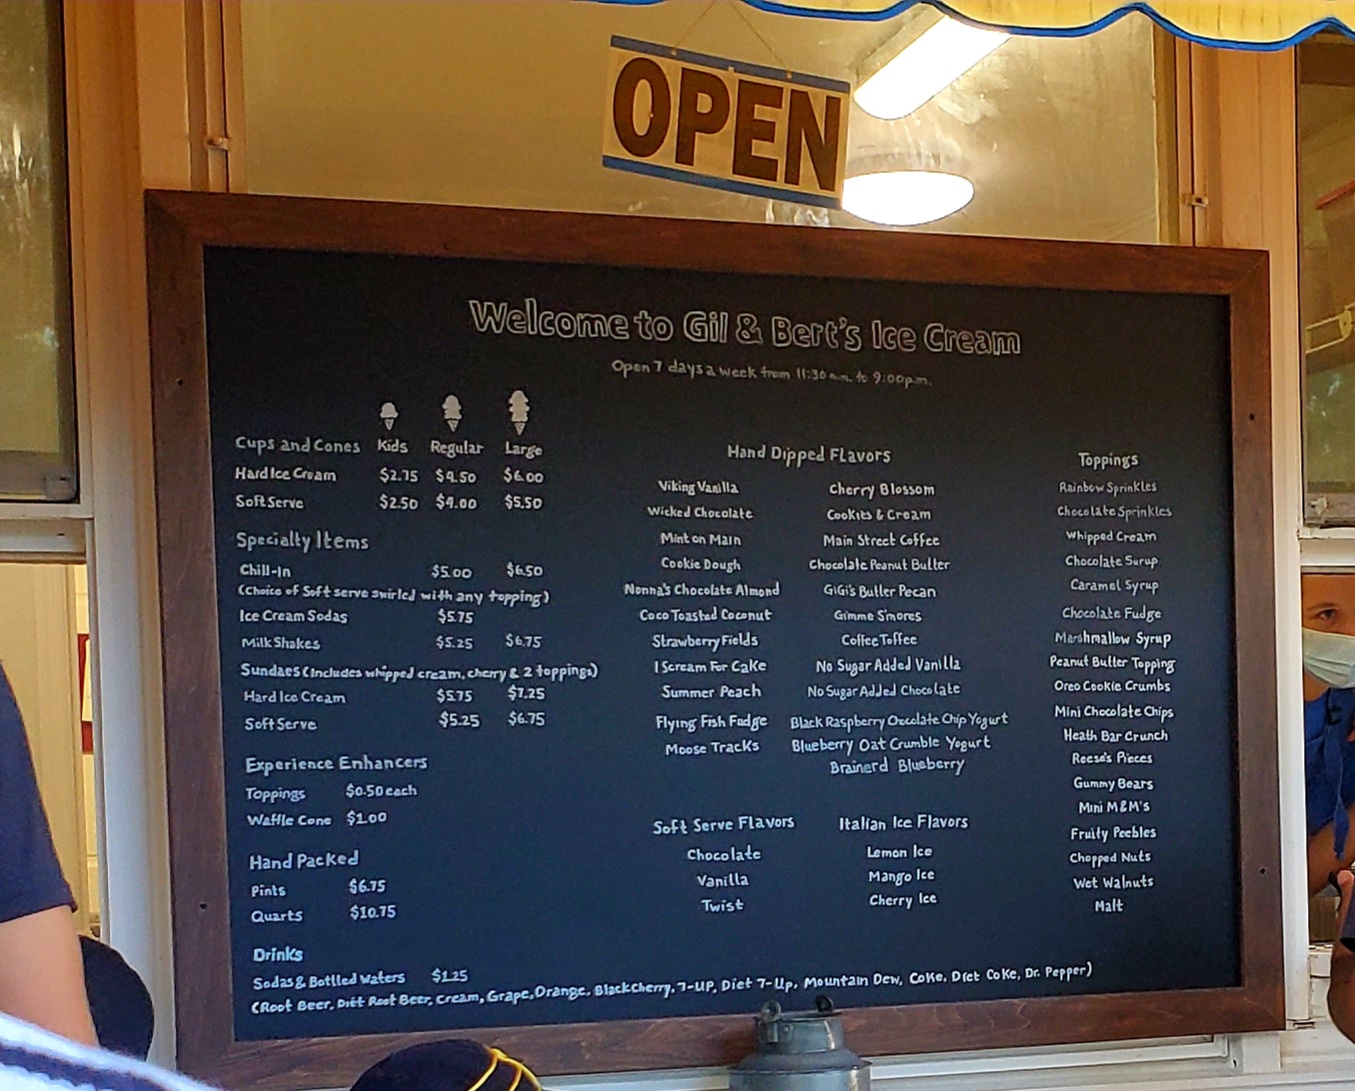 OPEN
Welcome to Gil & Bert's Ice Cream
Open 7 days a week from 11:30 a.m. to 9:00p.m.
Cups and Cones Kids Regular Large
Hard Ice Cream $2.75 $4.50 $6.00
Soft Serve $2.50 $4.00 $5.50
Specialty Items
Chill-In $5.00 $6.50
(Choice of Soft serve swirled with any topping)
Ice Cream Sodas $5.75
Milk Shakes $5.25 $6.75
Sundaes (Includes whipped cream, cherry & 2 toppings)
Hard Ice Cream $5.75 $7.25
Soft Serve $5.25 $6.75
Experience Enhancers
Toppings $0.50 each
Waffle Cone $1.00
Hand Packed
Pints $6.75
Quarts $10.75
Drinks
Sodas & Bottled Waters $1.25
(Root Beer, Diet Root Beer, Cream, Grape, Orange, Black Cherry, 7-UP, Diet 7-Up, Mountain Dew, Coke, Diet Coke, Dr. Pepper)
Hand Dipped Flavors
Viking Vanilla
Wicked Chocolate
Mint on Main
Cookie Dough
Nonna's Chocolate Almond
Coco Toasted Coconut
Strawberry Fields
I Scream For Cake
Summer Peach
Flying Fish Fudge
Moose Tracks
Cherry Blossom
Cookies & Cream
Main Street Coffee
Chocolate Peanut Butter
GiGi's Butter Pecan
Gimme S'mores
Coffee Toffee
No Sugar Added Vanilla
No Sugar Added Chocolate
Black Raspberry Chocolate Chip Yogurt
Blueberry Oat Crumble Yogurt
Brainerd Blueberry
Soft Serve Flavors
Chocolate
Vanilla
Twist
Italian Ice Flavors
Lemon Ice
Mango Ice
Cherry Ice
Toppings
Rainbow Sprinkles
Chocolate Sprinkles
Whipped Cream
Chocolate Surup
Caramel Syrup
Chocolate Fudge
Marshmallow Syrup
Peanut Butter Topping
Oreo Cookie Crumbs
Mini Chocolate Chips
Heath Bar Crunch
Reese's Pieces
Gummy Bears
Mini M&M'S
Fruity Peebles
Chopped Nuts
Wet Walnuts
Malt